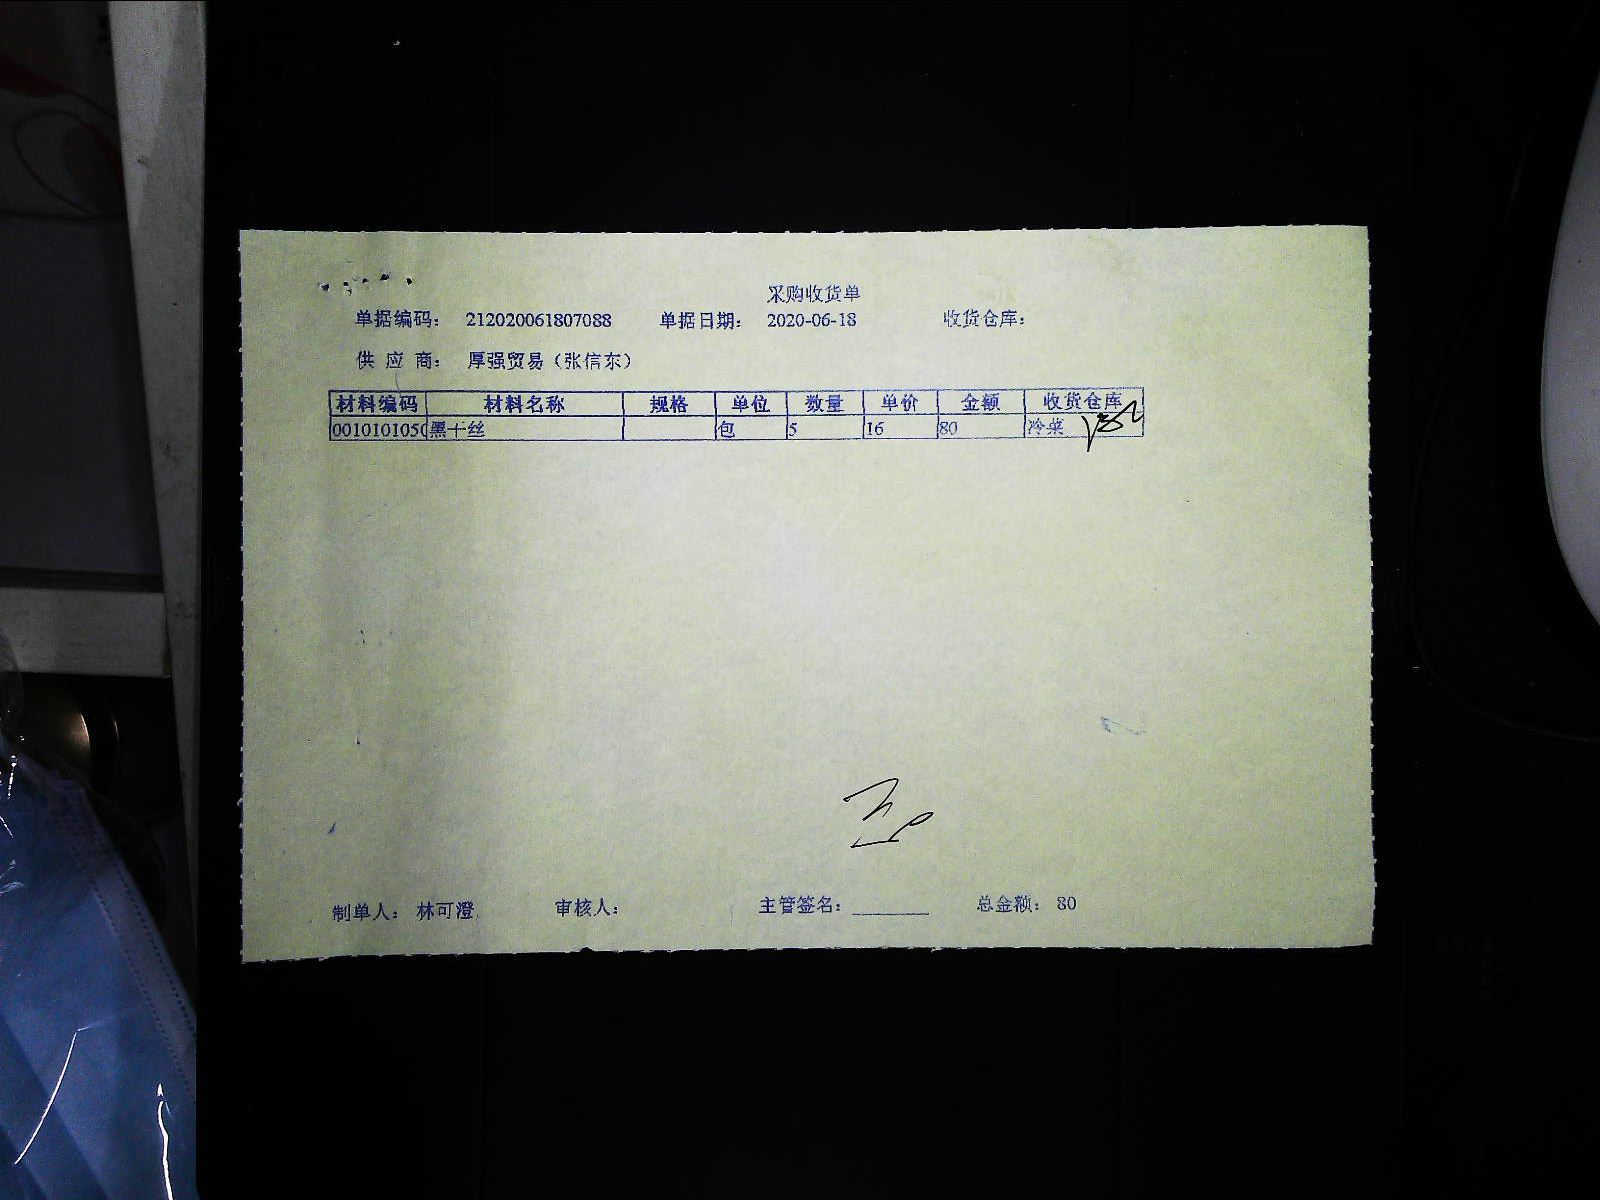 采购收货单
单据编码： 212020061807088 单据日期： 2020-06-18 收货仓库：
供 应 商： 厚强贸易（张信东）
材料编码 材料名称 规格 单位 数量 单价 金额 收货仓库
0010101050 黑千丝 包 5 16 80 冷菜
制单人： 林可澄 审核人： 主管签名： 总金额： 80